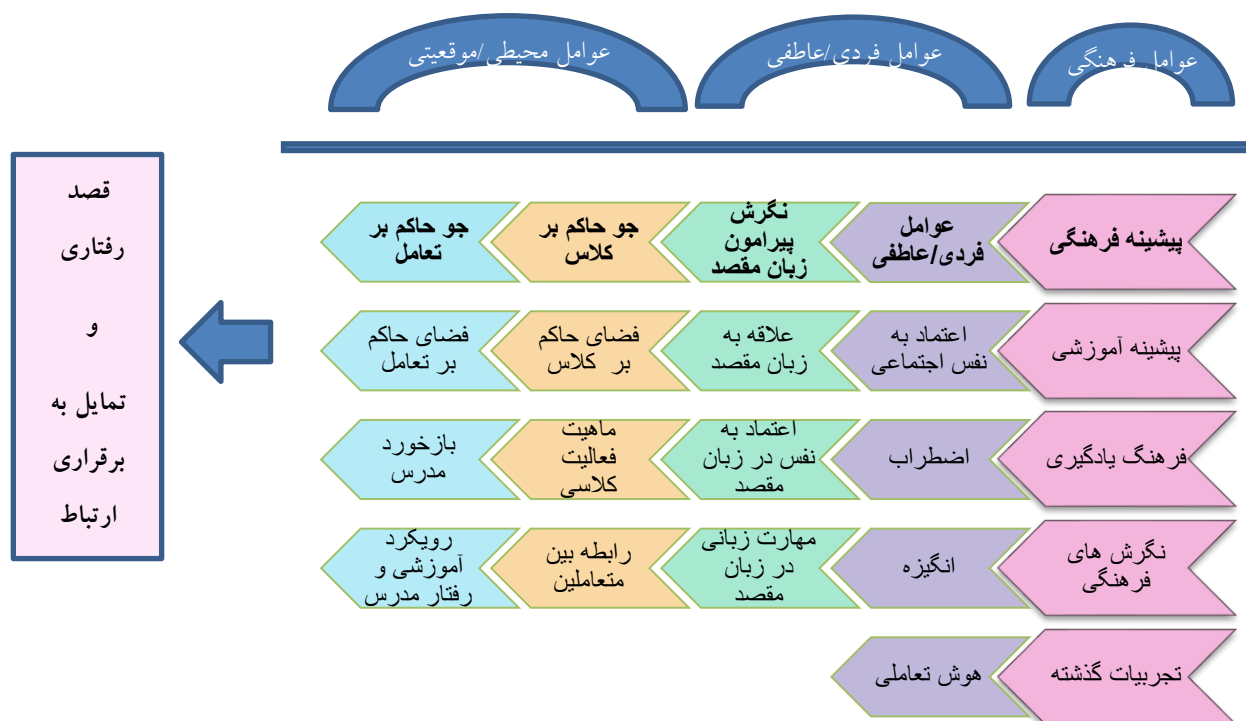 عوامل فرهنگی
عوامل فردی/عاطفی
عوامل محیطی/موقعیتی
پیشینه فرهنگی
عوامل
فردی/عاطفی
نگرش
پیرامون
زبان مقصد
جو حاکم بر
کلاس
جو حاکم بر
تعامل
پیشینه آموزشی
اعتماد به
نفس اجتماعی
علاقه به
زبان مقصد
فضای حاکم
بر کلاس
فضای حاکم
بر تعامل
فرهنگ یادگیری
اضطراب
اعتماد به
نفس در زبان
مقصد
ماهیت
فعالیت
کلاسی
بازخورد
مدرس
نگرش های
فرهنگی
انگیزه
مهارت زبانی
در زبان
مقصد
رابطه بین
متعاملین
رویکرد
آموزشی و
رفتار مدرس
تجربیات گذشته
هوش تعاملی
قصد
رفتاری
و
تمایل به
برقراری
ارتباط